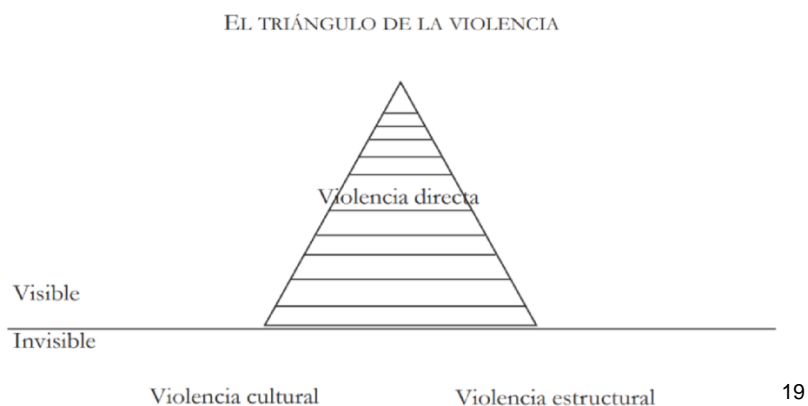 EL TRIÁNGULO DE LA VIOLENCIA
Violencia directa
Visible
Invisible
Violencia cultural Violencia estructural 19